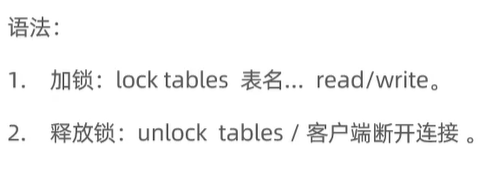 语法：
1. 加锁：lock tables 表名... read/write。
2. 释放锁：unlock tables / 客户端断开连接 。